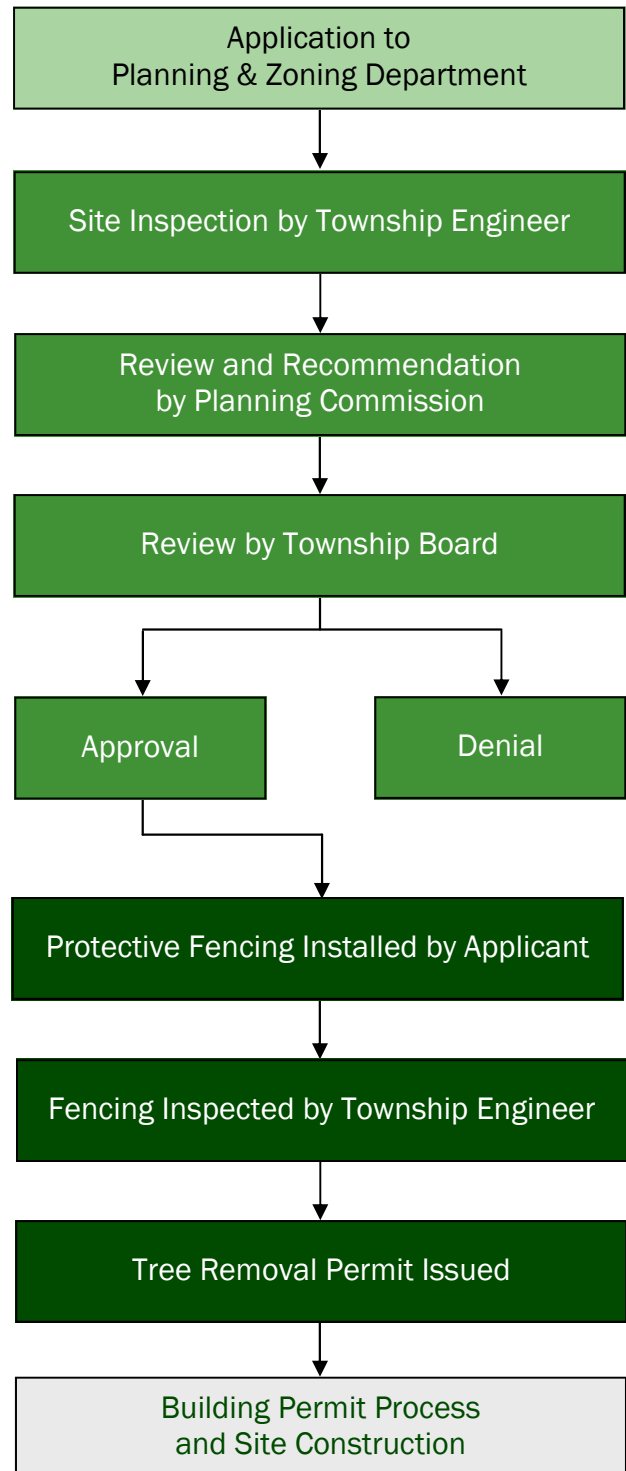 Application to
Planning & Zoning Department
Site Inspection by Township Engineer
Review and Recommendation
by Planning Commission
Review by Township Board
Approval
Denial
Protective Fencing Installed by Applicant
Fencing Inspected by Township Engineer
Tree Removal Permit Issued
Building Permit Process
and Site Construction